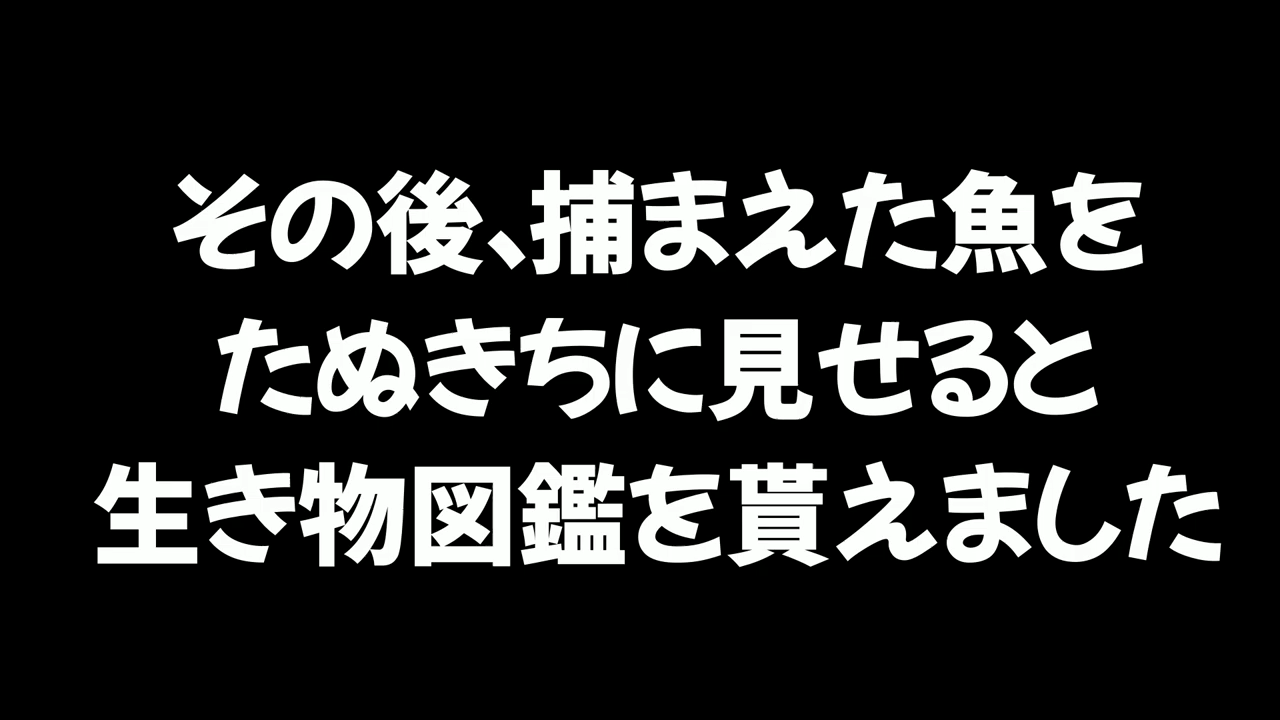 その後、捕まえた魚を
たぬきちに見せると
生き物図鑑を貰えました